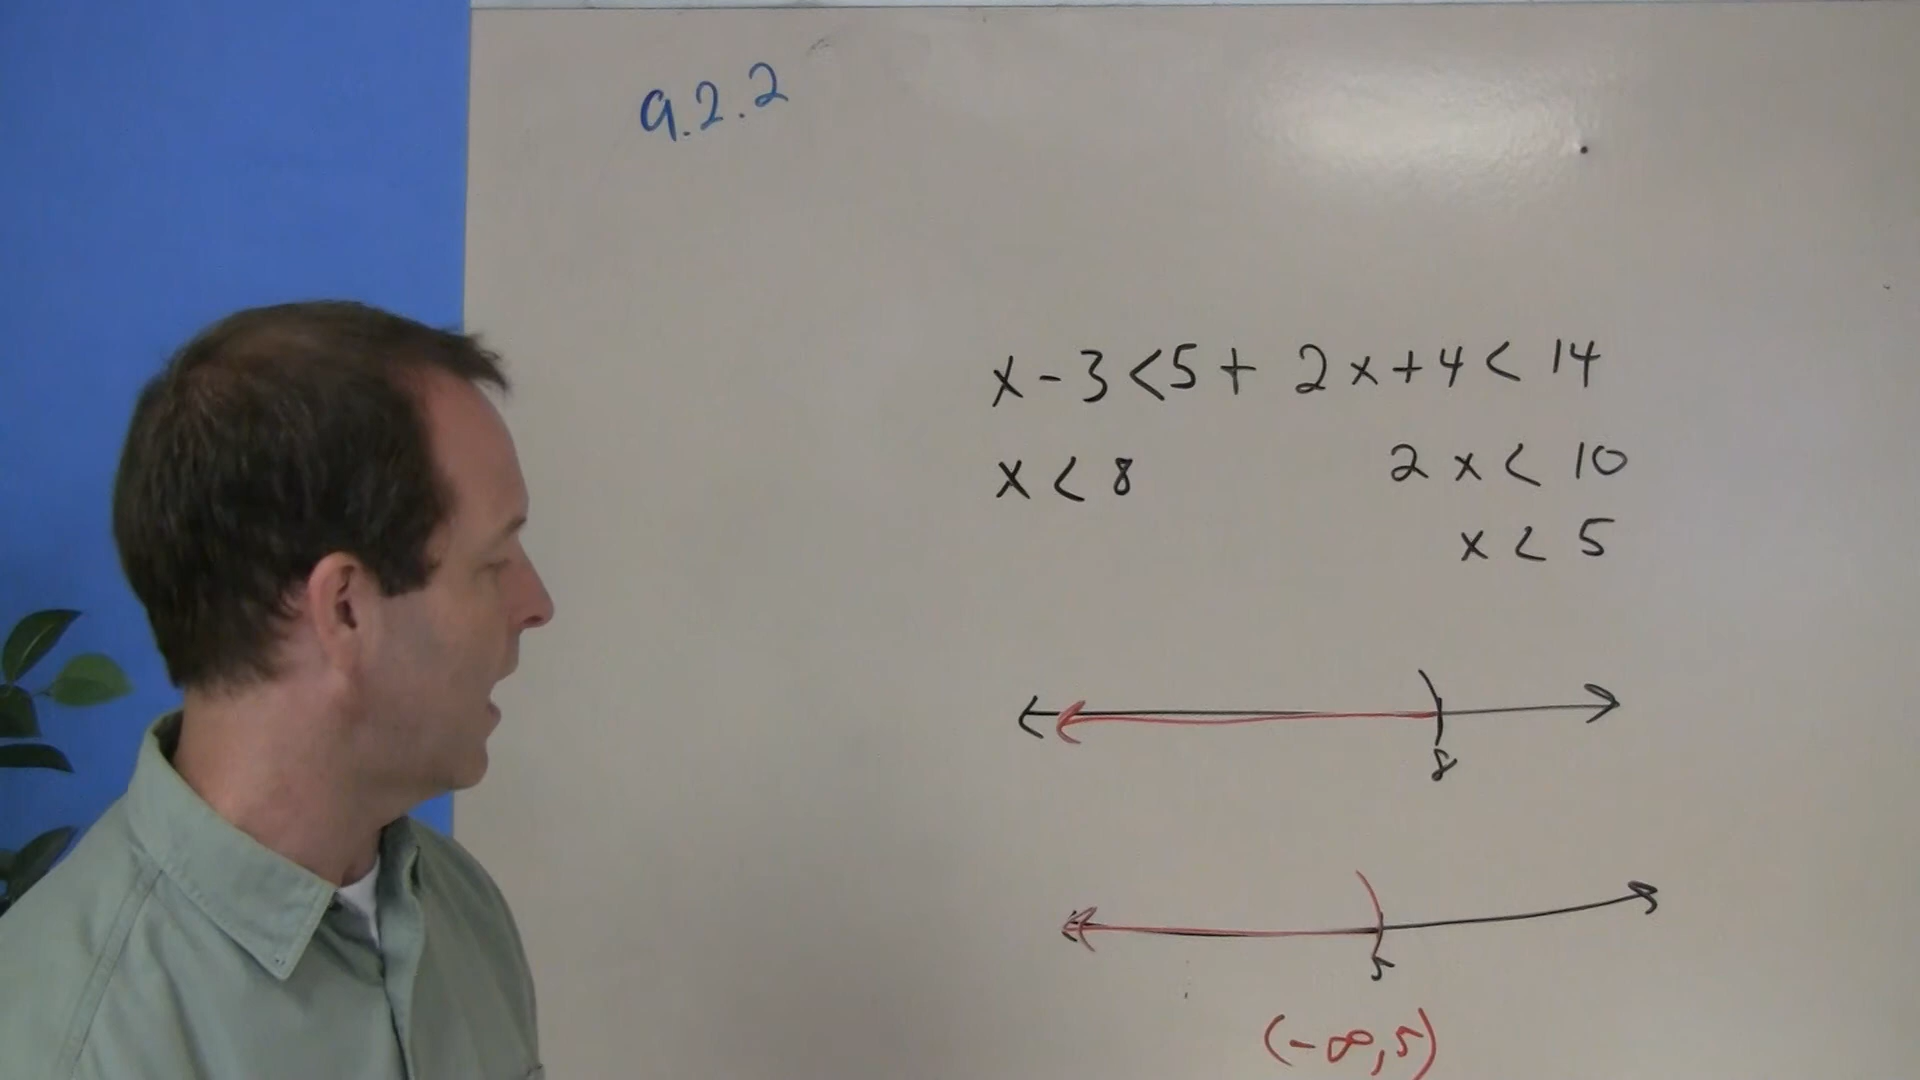 9.2.2
x - 3 < 5 + 2x + 4 < 14
x < 8 2x < 10
x < 5
8
5
(-∞, 5)